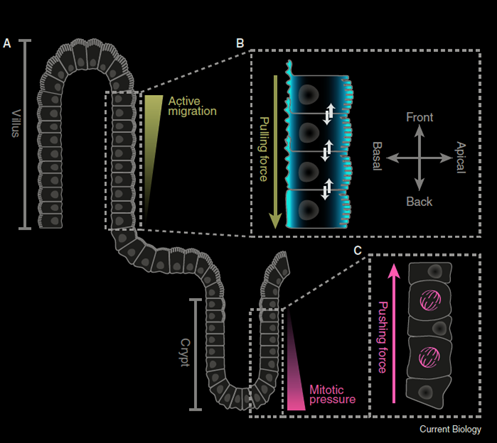 A
Villus
Active
migration
B
Pulling force
Front
Basal
Apical
Back
C
Pushing force
Crypt
Mitotic
pressure
Current Biology